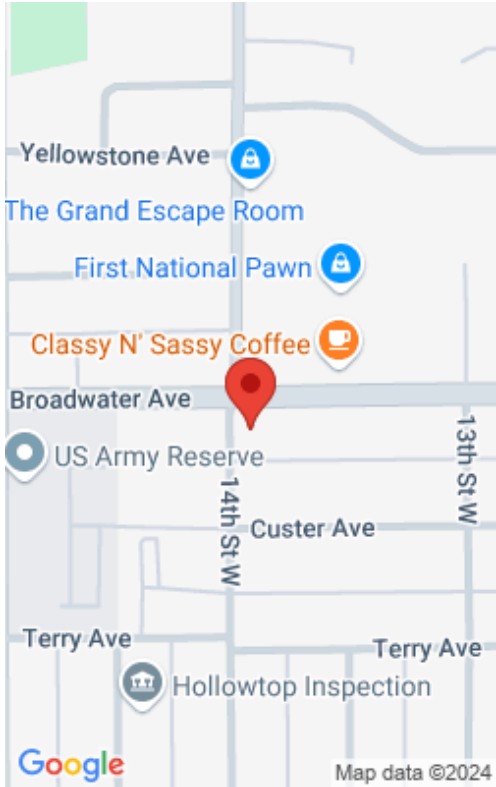 Yellowstone Ave
The Grand Escape Room
First National Pawn
Classy N' Sassy Coffee
Broadwater Ave
US Army Reserve
13th St W
14th St W
Custer Ave
Terry Ave
Terry Ave
Hollowtop Inspection
Google
Map data ©2024